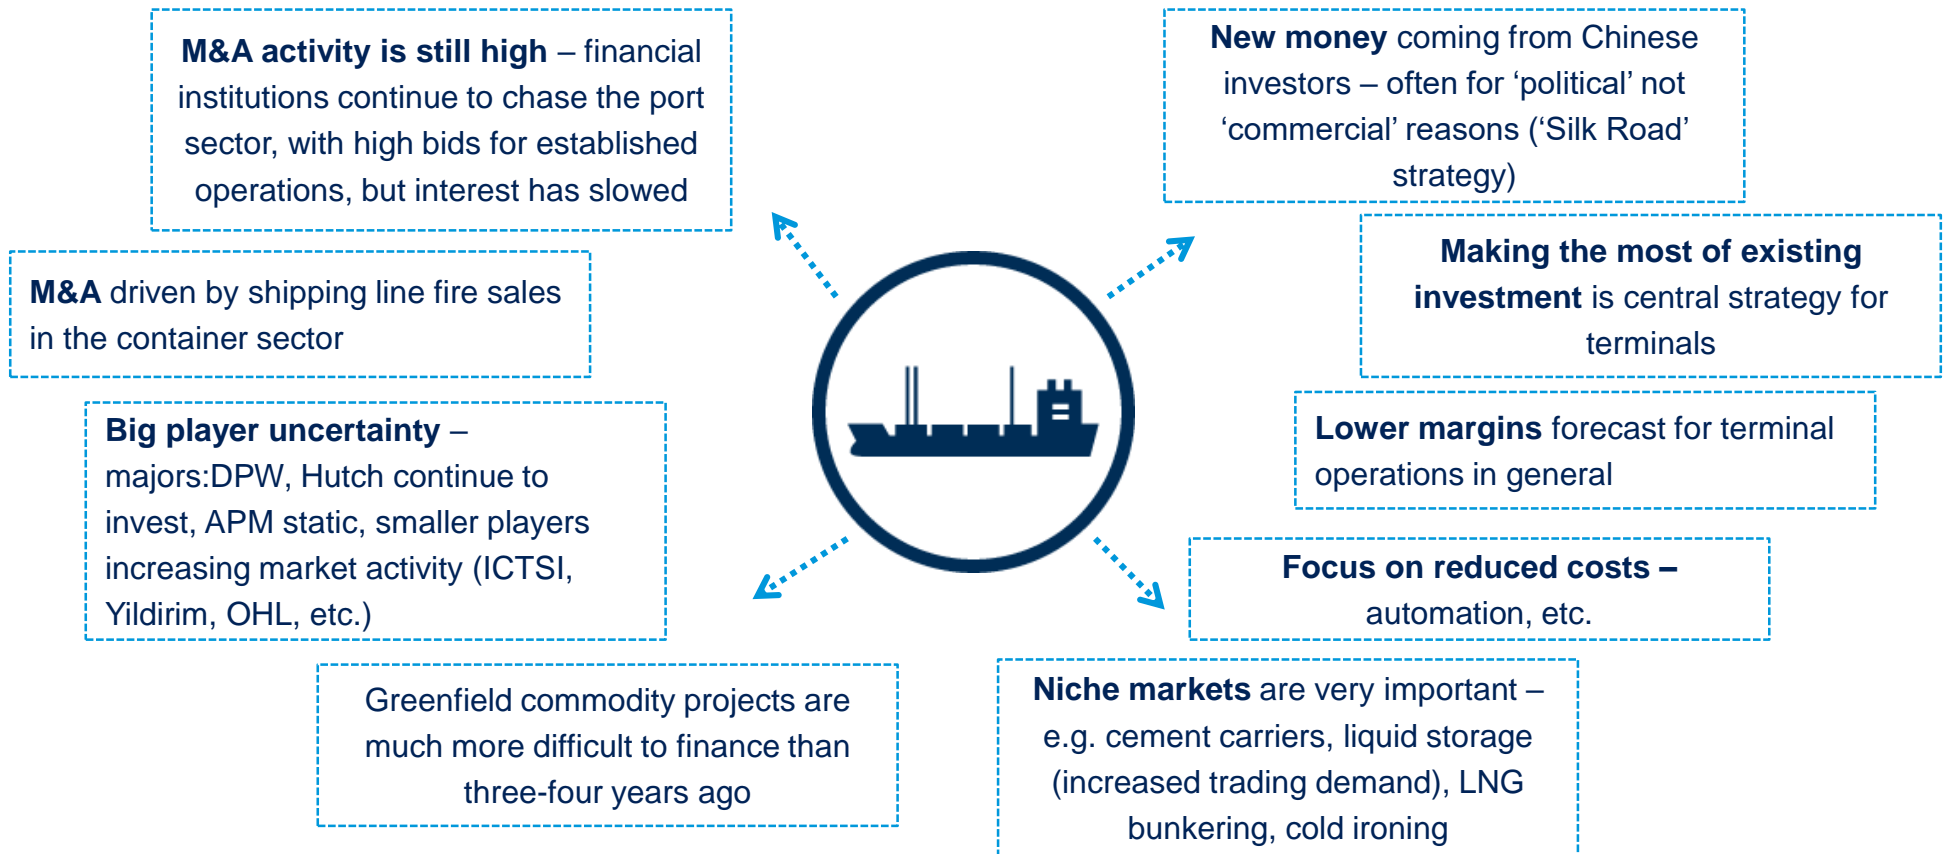 M&A activity is still high – financial
institutions continue to chase the port
sector, with high bids for established
operations, but interest has slowed
M&A driven by shipping line fire sales
in the container sector
Big player uncertainty –
majors:DPW, Hutch continue to
invest, APM static, smaller players
increasing market activity (ICTSI,
Yildirim, OHL, etc.)
Greenfield commodity projects are
much more difficult to finance than
three-four years ago
New money coming from Chinese
investors – often for ‘political’ not
‘commercial’ reasons (‘Silk Road’
strategy)
Making the most of existing
investment is central strategy for
terminals
Lower margins forecast for terminal
operations in general
Focus on reduced costs –
automation, etc.
Niche markets are very important –
e.g. cement carriers, liquid storage
(increased trading demand), LNG
bunkering, cold ironing